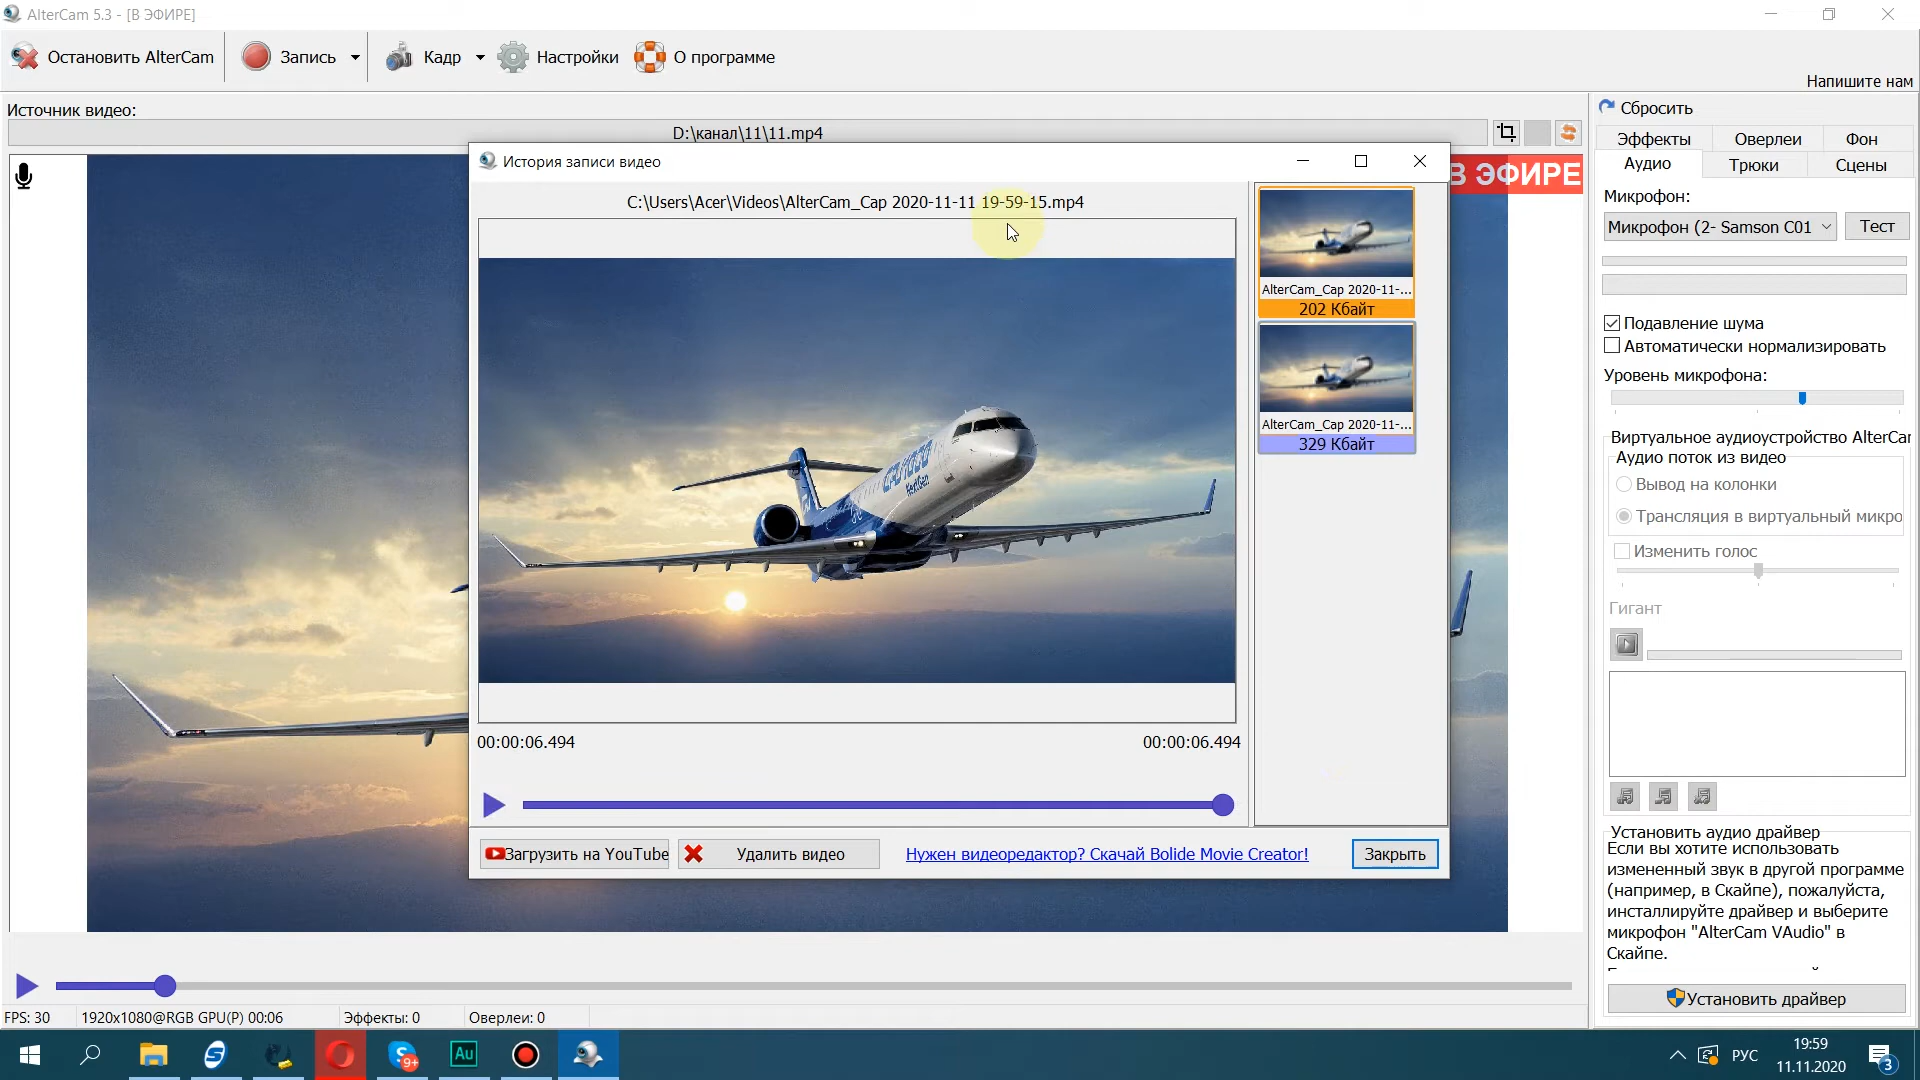 AlterCam 5.3 - [В ЭФИРЕ]
Остановить AlterCam
Запись
Кадр
Настройки
О программе
Напишите нам
Источник видео:
D:\канал\11\11.mp4
В ЭФИРЕ
История записи видео
C:\Users\Acer\Videos\AlterCam_Cap 2020-11-11 19-59-15.mp4
NextGen
00:00:06.494
00:00:06.494
AlterCam_Cap 2020-11-...
202 Кбайт
AlterCam_Cap 2020-11-...
329 Кбайт
Загрузить на YouTube
Удалить видео
Нужен видеоредактор? Скачай Bolide Movie Creator!
Закрыть
Сбросить
Эффекты
Оверлеи
Фон
Аудио
Трюки
Сцены
Микрофон:
Микрофон (2- Samson C01
Тест
Подавление шума
Автоматически нормализировать
Уровень микрофона:
Виртуальное аудиоустройство AlterCar
Аудио поток из видео
Вывод на колонки
Трансляция в виртуальный микро
Изменить голос
Гигант
Установить аудио драйвер
Если вы хотите использовать
измененный звук в другой программе
(например, в Скайпе), пожалуйста,
инсталлируйте драйвер и выберите
микрофон "AlterCam VAudio" в
Скайпе.
Установить драйвер
FPS: 30
1920x1080@RGB GPU(P) 00:06
Эффекты: 0
Оверлеи: 0
9+
Au
РУС
19:59
11.11.2020
3